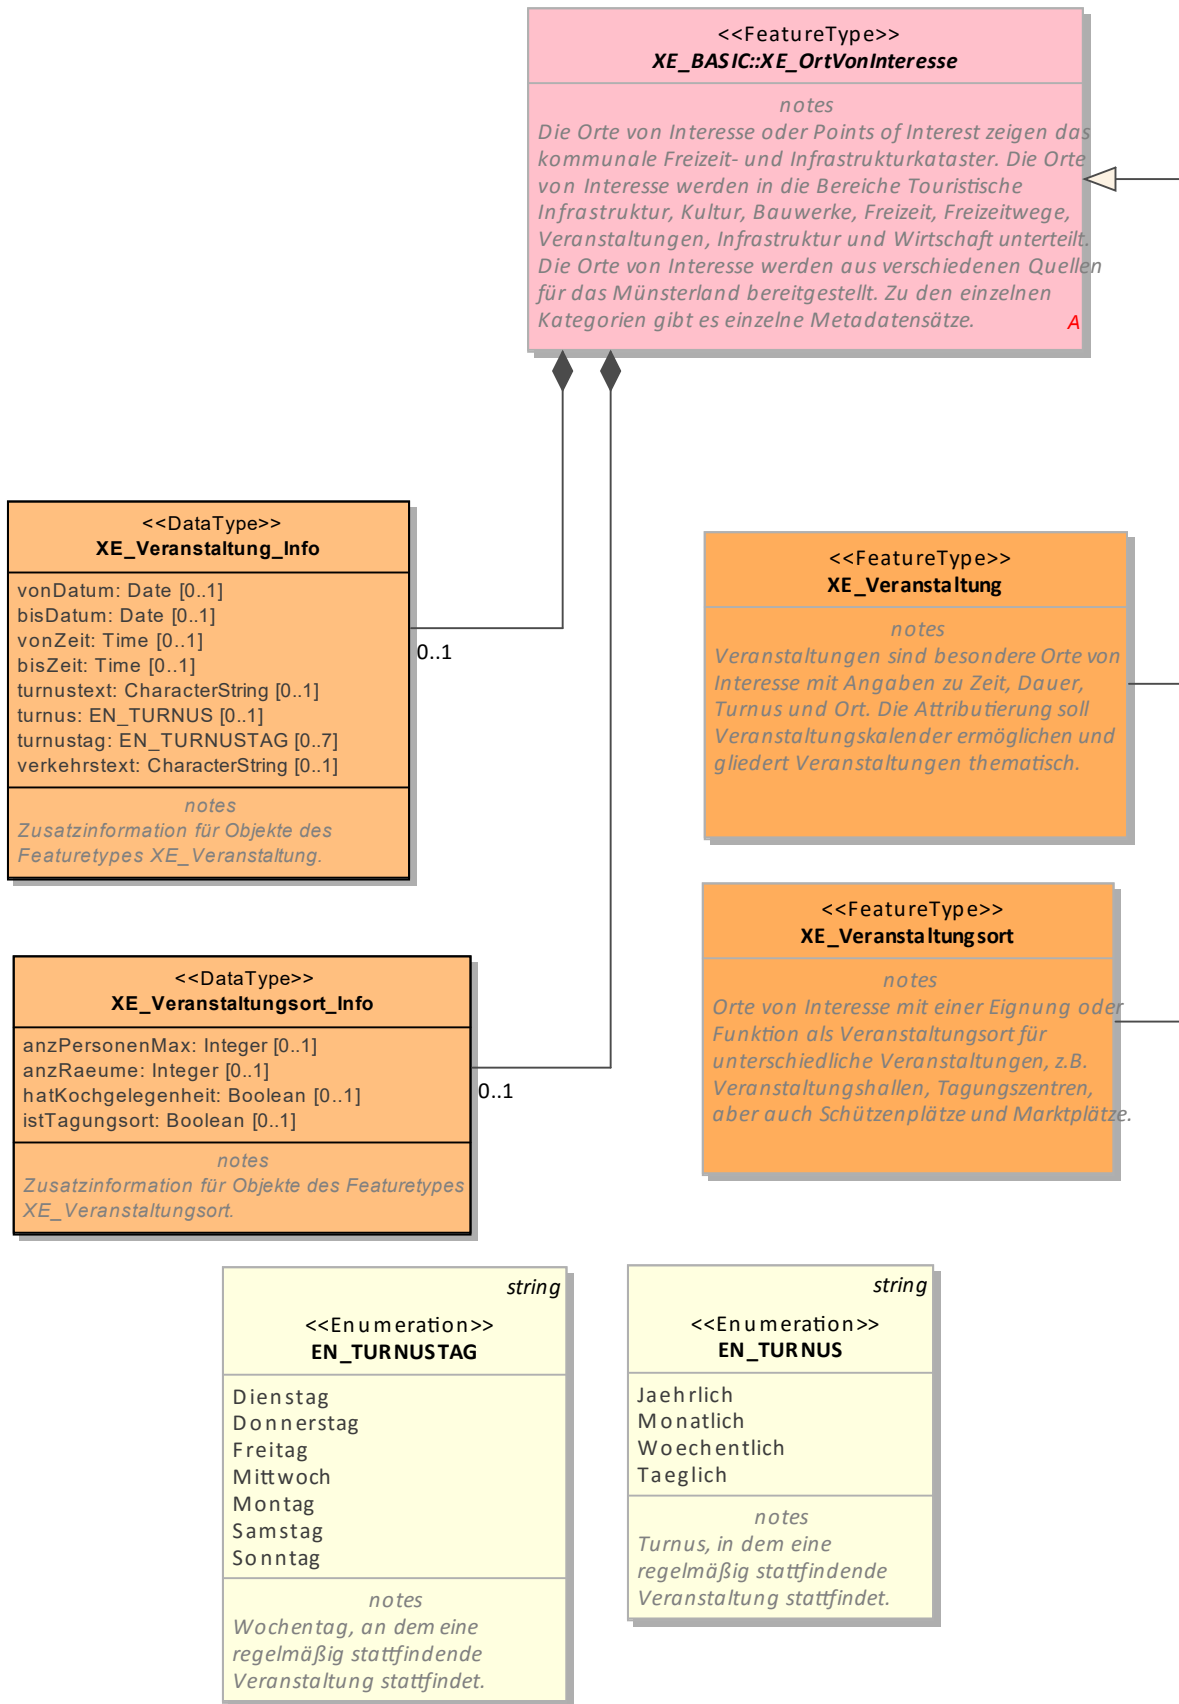 <<FeatureType>>
XE_BASIC::XE_OrtVonInteresse
notes
Die Orte von Interesse oder Points of Interest zeigen das
kommunale Freizeit- und Infrastrukturkataster. Die Orte
von Interesse werden in die Bereiche Touristische
Infrastruktur, Kultur, Bauwerke, Freizeit, Freizeitwege,
Veranstaltungen, Infrastruktur und Wirtschaft unterteilt.
Die Orte von Interesse werden aus verschiedenen Quellen
für das Münsterland bereitgestellt. Zu den einzelnen
Kategorien gibt es einzelne Metadatensätze.
A
<<DataType>>
XE_Veranstaltung_Info
vonDatum: Date [0..1]
bisDatum: Date [0..1]
vonZeit: Time [0..1]
bisZeit: Time [0..1]
turnustext: CharacterString [0..1]
turnus: EN_TURNUS [0..1]
turnustag: EN_TURNUSTAG [0..7]
verkehrstext: CharacterString [0..1]
notes
Zusatzinformation für Objekte des
Featuretypes XE_Veranstaltung.
0..1
<<FeatureType>>
XE_Veranstaltung
notes
Veranstaltungen sind besondere Orte von
Interesse mit Angaben zu Zeit, Dauer,
Turnus und Ort. Die Attributierung soll
Veranstaltungskalender ermöglichen und
gliedert Veranstaltungen thematisch.
<<FeatureType>>
XE_Veranstaltungsort
notes
Orte von Interesse mit einer Eignung oder
Funktion als Veranstaltungsort für
unterschiedliche Veranstaltungen, z.B.
Veranstaltungshallen, Tagungszentren,
aber auch Schützenplätze und Marktplätze.
<<DataType>>
XE_Veranstaltungsort_Info
anzPersonenMax: Integer [0..1]
anzRaeume: Integer [0..1]
hatKochgelegenheit: Boolean [0..1]
istTagungsort: Boolean [0..1]
notes
Zusatzinformation für Objekte des Featuretypes
XE_Veranstaltungsort.
0..1
string
<<Enumeration>>
EN_TURNUSTAG
Dienstag
Donnerstag
Freitag
Mittwoch
Montag
Samstag
Sonntag
notes
Wochentag, an dem eine
regelmäßig stattfindende
Veranstaltung stattfindet.
string
<<Enumeration>>
EN_TURNUS
Jaehrlich
Monatlich
Woechentlich
Taeglich
notes
Turnus, in dem eine
regelmäßig stattfindende
Veranstaltung stattfindet.